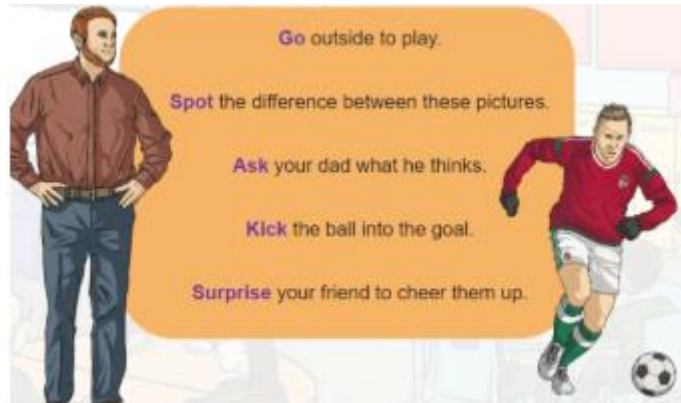 Go outside to play.
Spot the difference between these pictures.
Ask your dad what he thinks.
Kick the ball into the goal.
Surprise your friend to cheer them up.